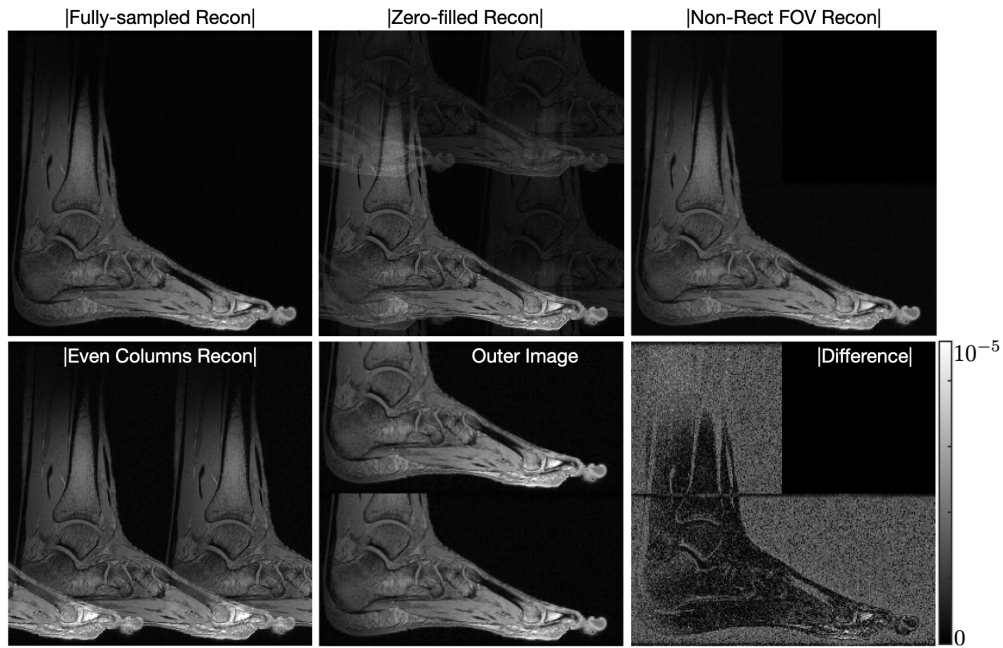 |Fully-sampled Recon|
|Zero-filled Recon|
|Non-Rect FOV Recon|
|Even Columns Recon|
Outer Image
|Difference|
10⁻⁵
0